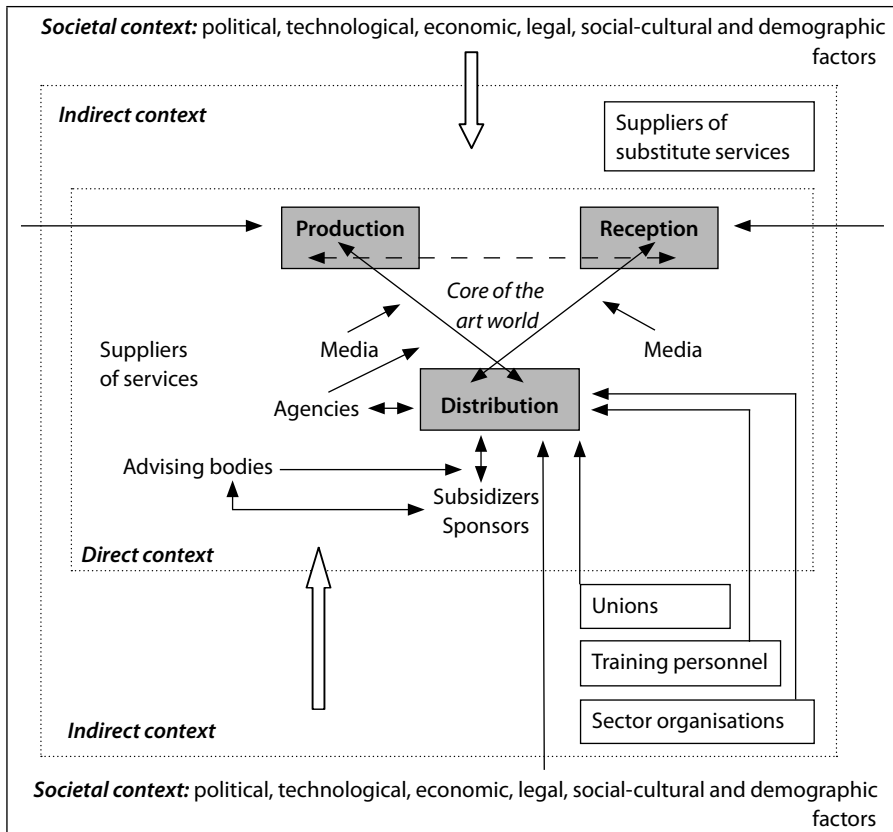 Societal context: political, technological, economic, legal, social-cultural and demographic
factors
Indirect context
Suppliers of
substitute services
Production
Reception
Core of the
art world
Media
Media
Suppliers
of services
Agencies
Distribution
Advising bodies
Subsidizers
Sponsors
Direct context
Unions
Training personnel
Sector organisations
Indirect context
Societal context: political, technological, economic, legal, social-cultural and demographic
factors